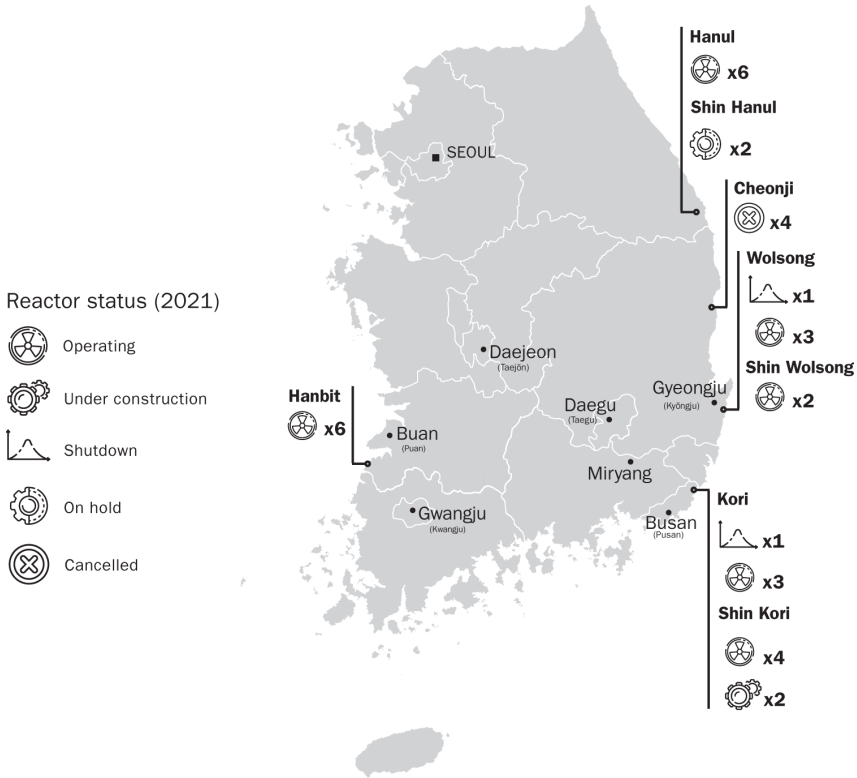 Reactor status (2021)
Operating
Under construction
Shutdown
On hold
Cancelled
SEOUL
Daejeon
(Taejŏn)
Buan
(Puan)
Gwangju
(Kwangju)
Daegu
(Taegu)
Gyeongju
(Kyŏngju)
Miryang
Busan
(Pusan)
Hanbit
x6
Hanul
x6
Shin Hanul
x2
Cheonji
x4
Wolsong
x1
x3
Shin Wolsong
x2
Kori
x1
x3
Shin Kori
x4
x2